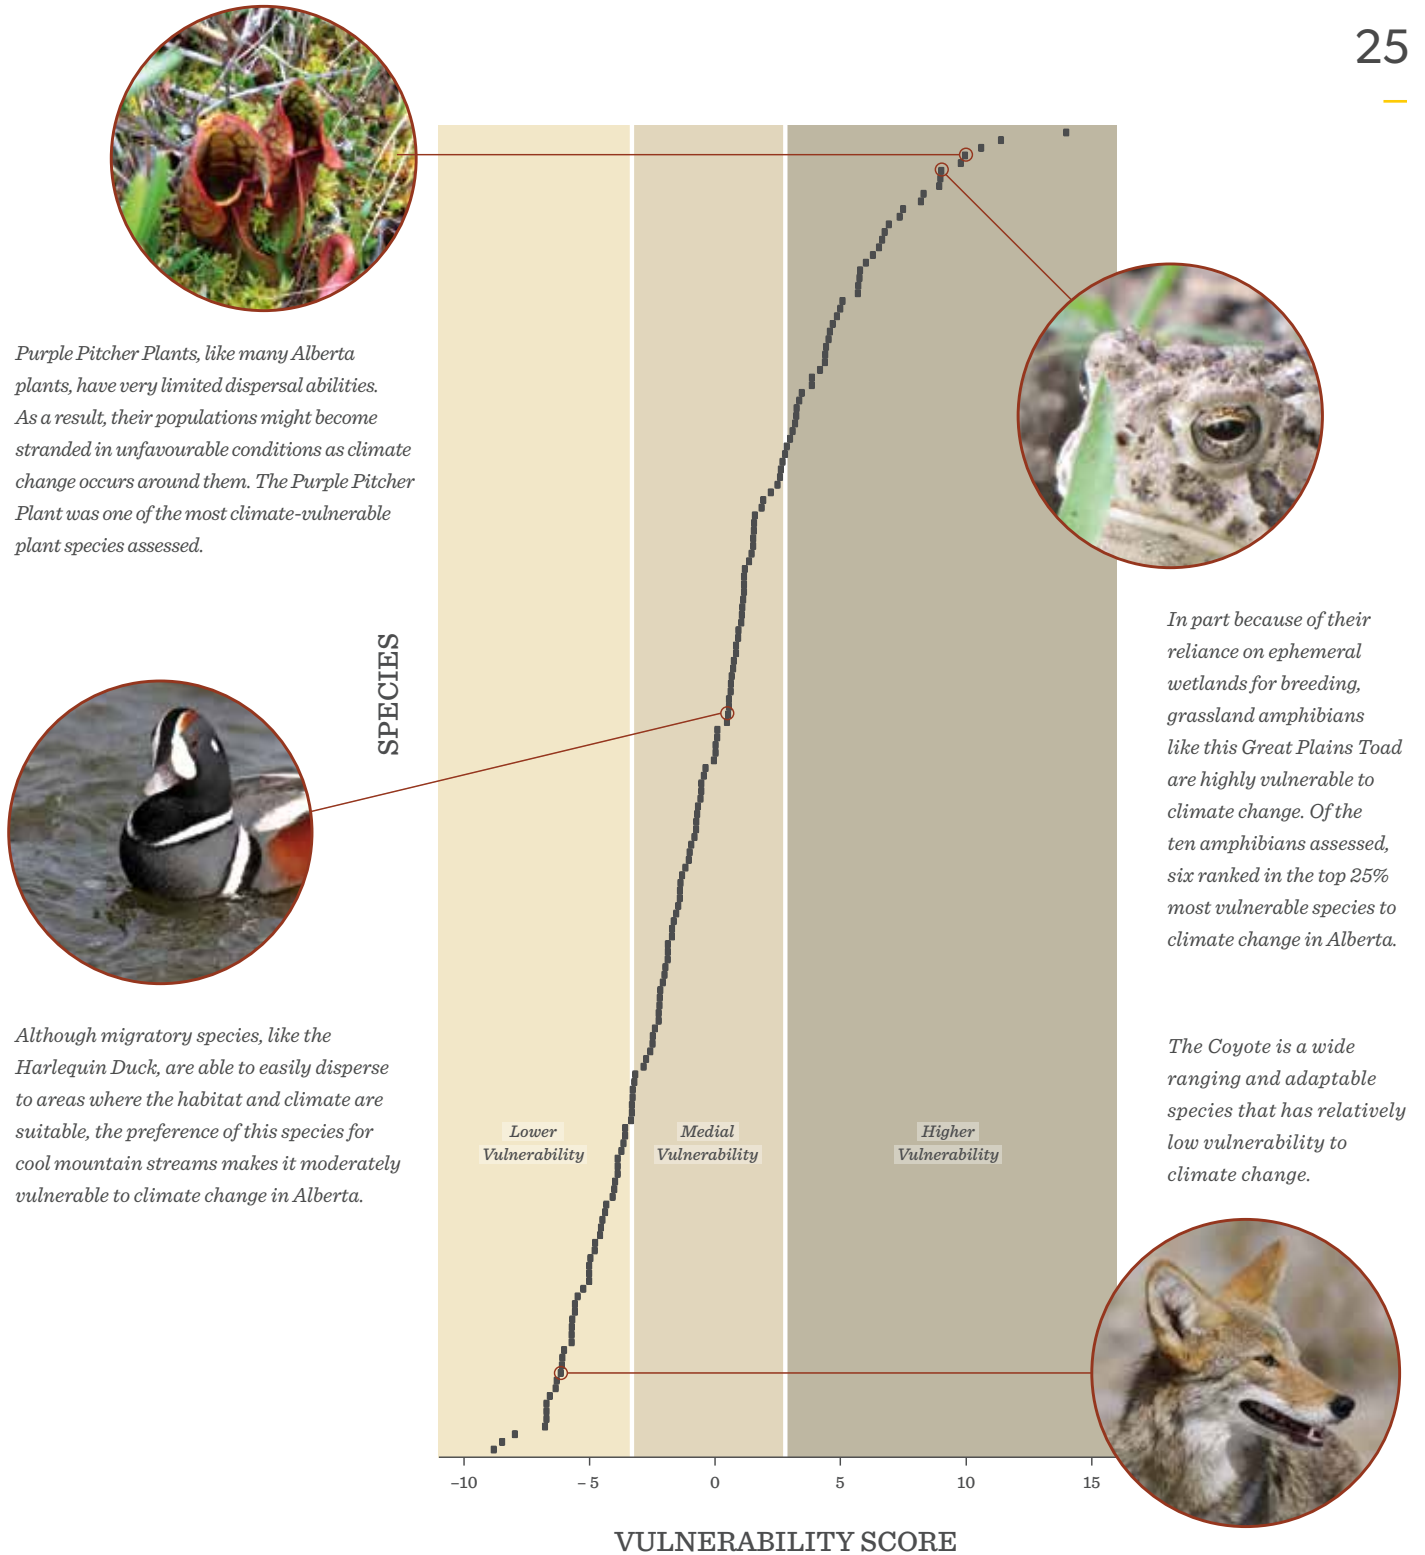 25
Purple Pitcher Plants, like many Alberta
plants, have very limited dispersal abilities.
As a result, their populations might become
stranded in unfavourable conditions as climate
change occurs around them. The Purple Pitcher
Plant was one of the most climate-vulnerable
plant species assessed.
In part because of their
reliance on ephemeral
wetlands for breeding,
grassland amphibians
like this Great Plains Toad
are highly vulnerable to
climate change. Of the
ten amphibians assessed,
six ranked in the top 25%
most vulnerable species to
climate change in Alberta.
SPECIES
Although migratory species, like the
Harlequin Duck, are able to easily disperse
to areas where the habitat and climate are
suitable, the preference of this species for
cool mountain streams makes it moderately
vulnerable to climate change in Alberta.
The Coyote is a wide
ranging and adaptable
species that has relatively
low vulnerability to
climate change.
Lower
Vulnerability
Medial
Vulnerability
Higher
Vulnerability
–10 – 5 0 5 10 15
VULNERABILITY SCORE